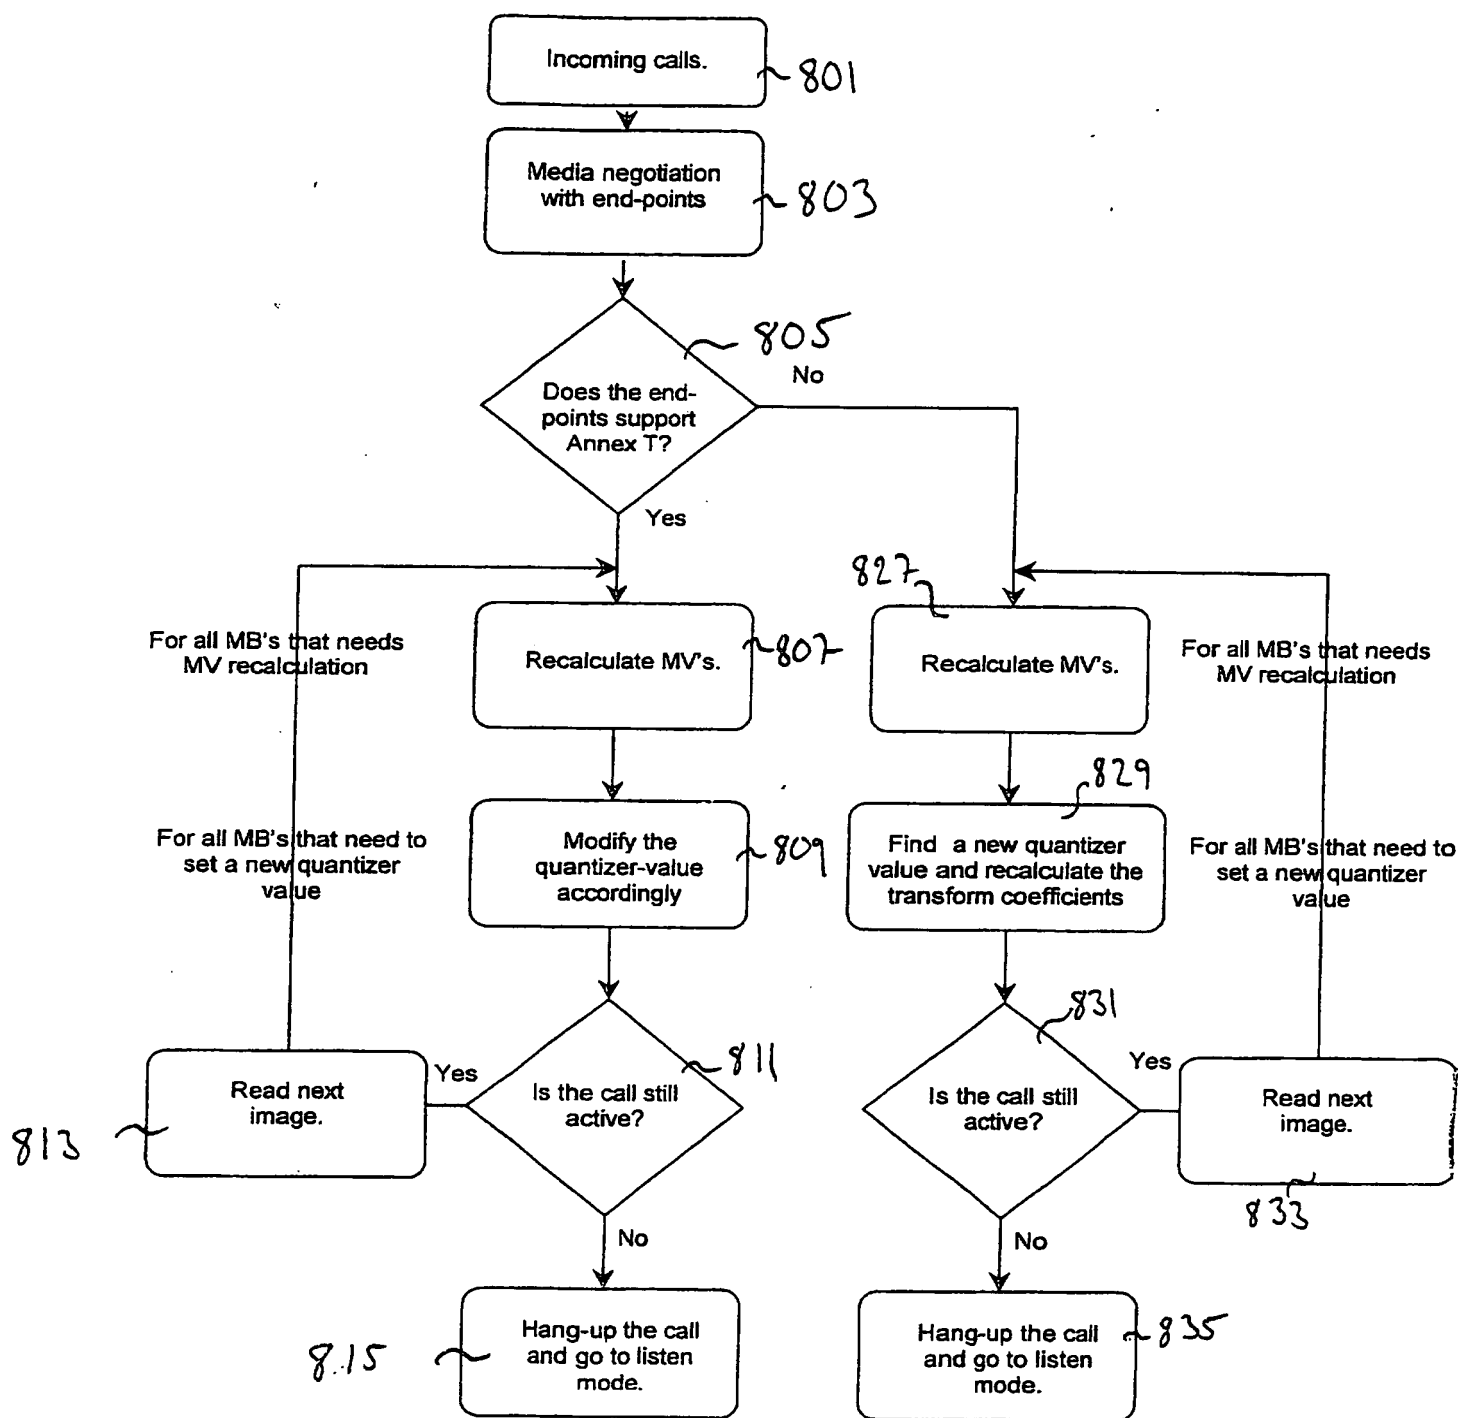 Incoming calls.
801
Media negotiation
with end-points
803
805
No
Does the end-
points support
Annex T?
Yes
827
For all MB's that needs
MV recalculation
Recalculate MV's.
807
Recalculate MV's.
For all MB's that needs
MV recalculation
829
For all MB's that need to
set a new quantizer
value
Modify the
quantizer-value
accordingly
809
Find a new quantizer
value and recalculate the
transform coefficients
For all MB's that need to
set a new quantizer
value
831
811
Yes
Read next
image.
813
Is the call still
active?
Is the call still
active?
Yes
Read next
image.
833
No
No
Hang-up the call
and go to listen
mode.
815
Hang-up the call
and go to listen
mode.
835